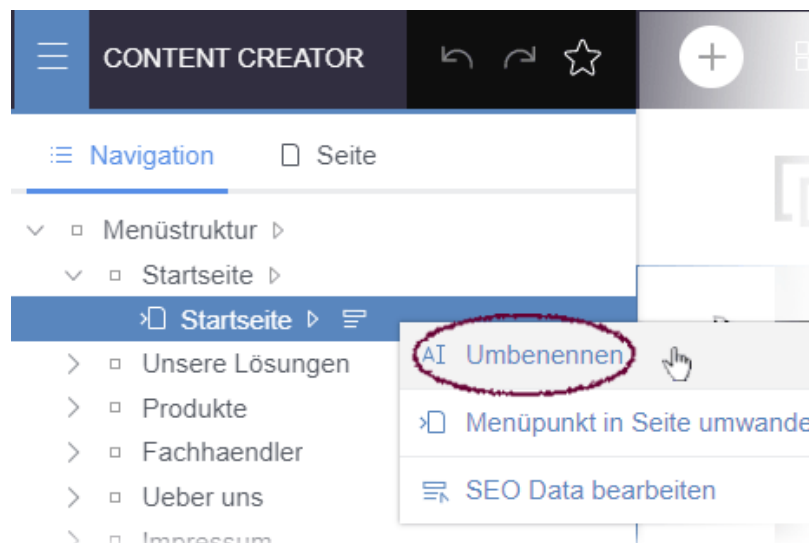 CONTENT CREATOR
Navigation Seite
Menüstruktur
Startseite
Startseite
Umbenennen
Unsere Lösungen
Produkte
Menüpunkt in Seite umwande
Fachhaendler
SEO Data bearbeiten
Ueber uns
Impressum